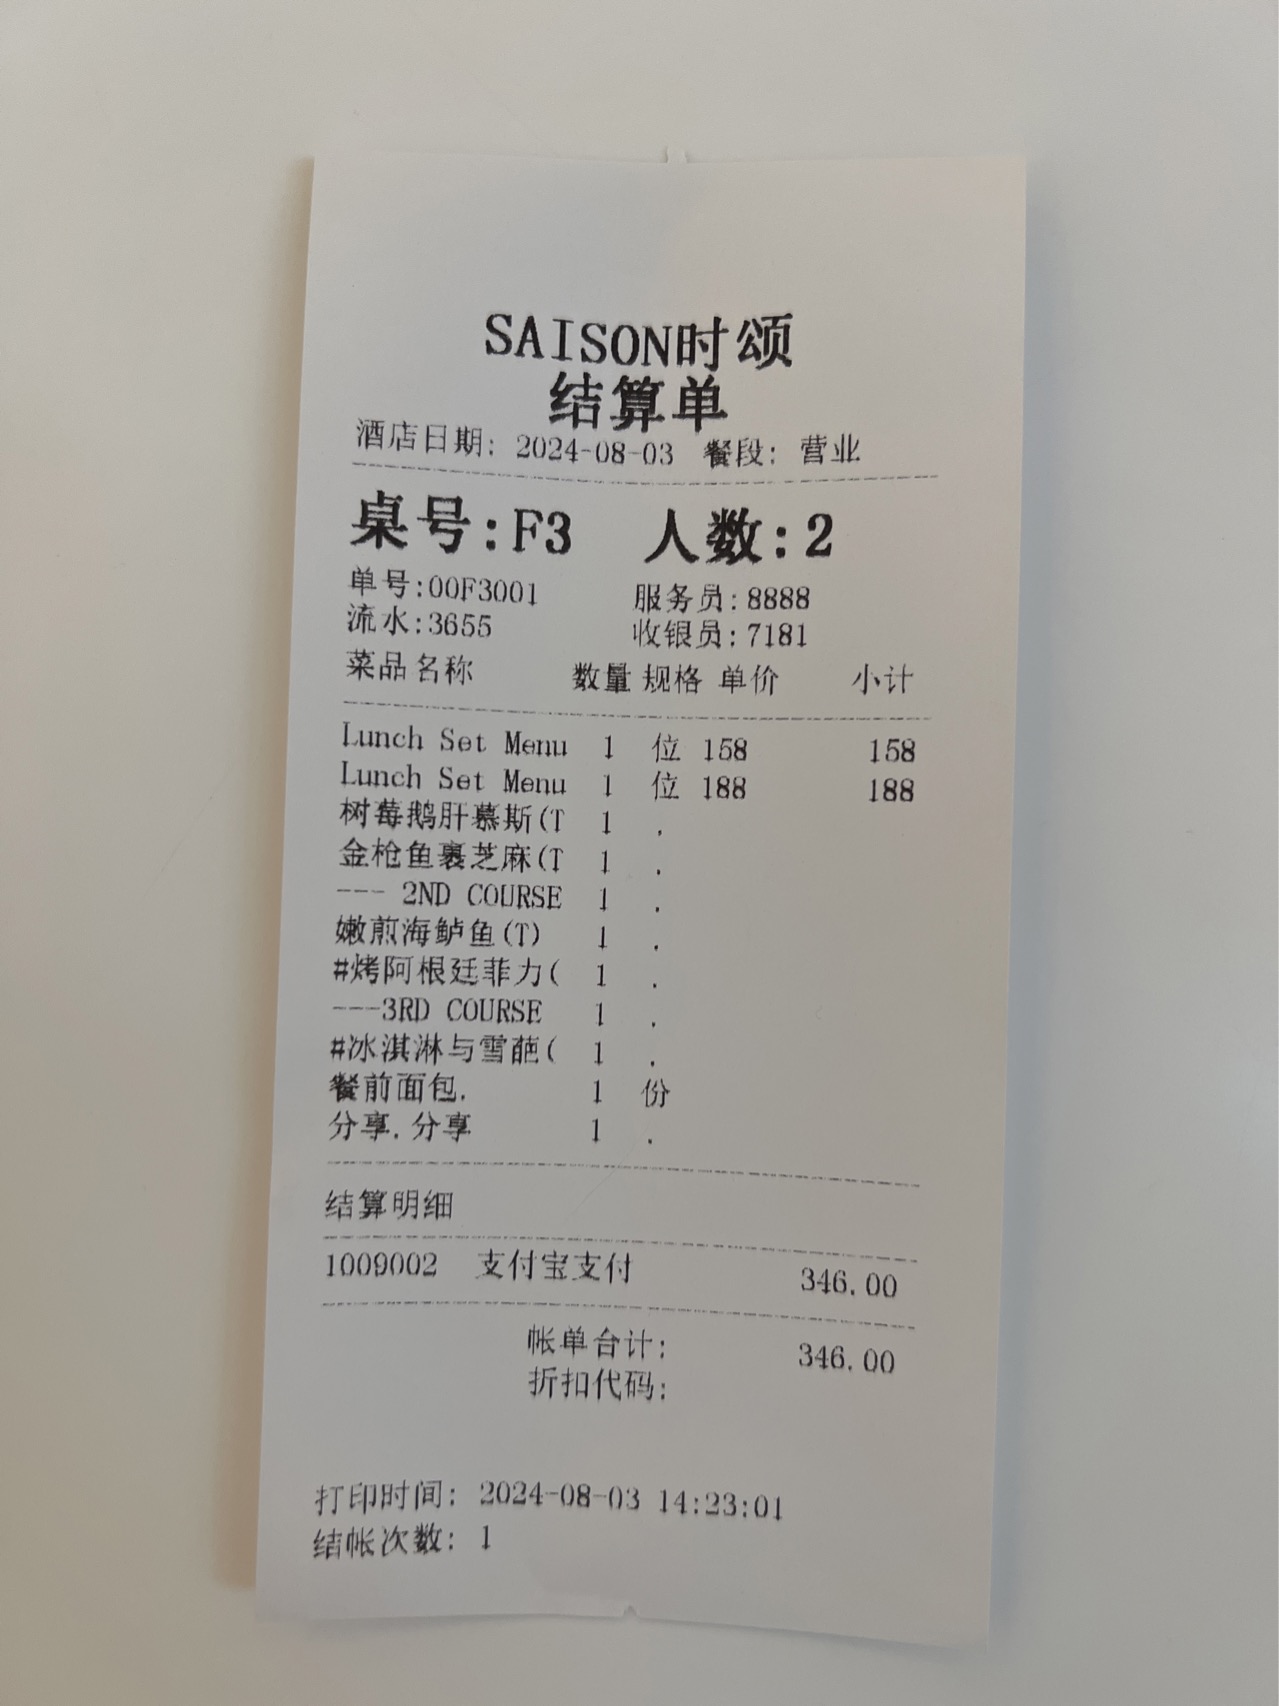 SAISON时颂
结算单
酒店日期: 2024-08-03 餐段: 营业
桌号:F3 人数:2
单号:00F3001 服务员:8888
流水:3655 收银员:7181
菜品名称 数量 规格 单价 小计
Lunch Set Menu 1 位 158 158
Lunch Set Menu 1 位 188 188
树莓鹅肝慕斯(T 1 .
金枪鱼裹芝麻(T 1 .
--- 2ND COURSE 1 .
嫩煎海鲈鱼(T) 1 .
#烤阿根廷菲力( 1 .
---3RD COURSE 1 .
#冰淇淋与雪葩( 1 .
餐前面包. 1 份
分享.分享 1 .
结算明细
1009002 支付宝支付 346.00
帐单合计: 346.00
折扣代码:
打印时间: 2024-08-03 14:23:01
结帐次数: 1